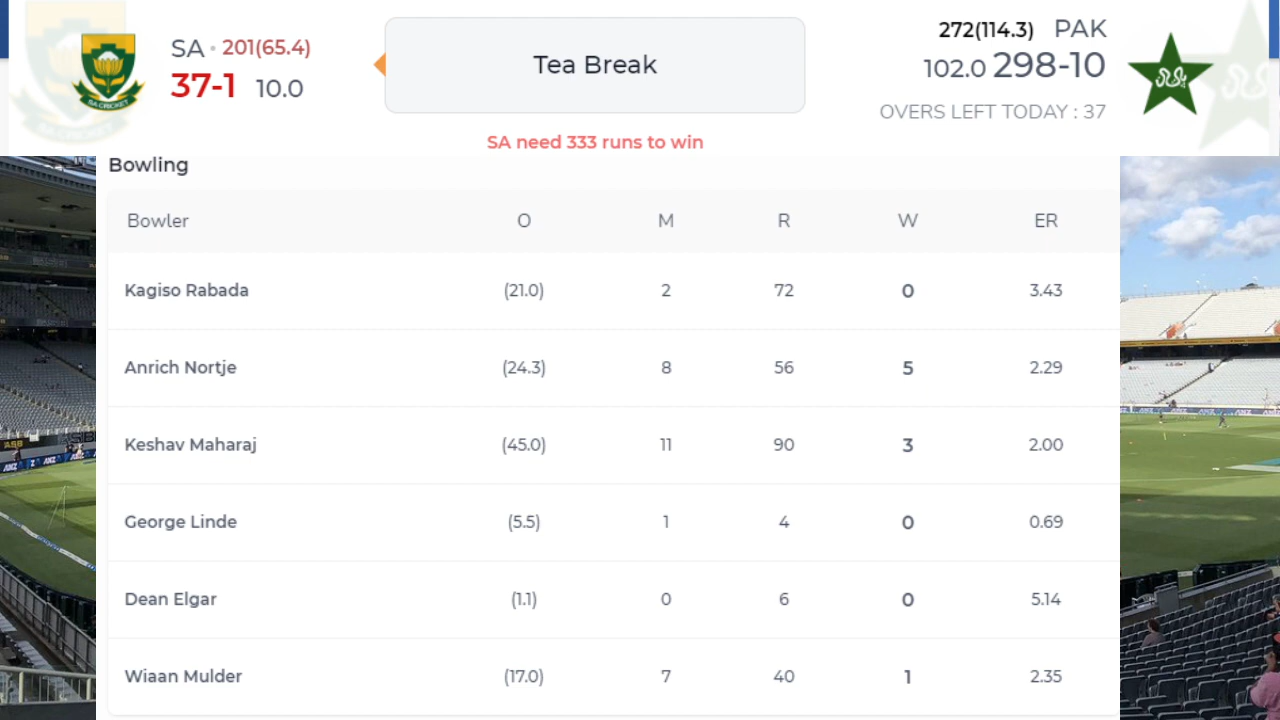 SA • 201(65.4)
37-1 10.0
SA CRICKET
Tea Break
SA need 333 runs to win
272(114.3) PAK
102.0 298-10
OVERS LEFT TODAY : 37
Bowling
Bowler O M R W ER
Kagiso Rabada (21.0) 2 72 0 3.43
Anrich Nortje (24.3) 8 56 5 2.29
Keshav Maharaj (45.0) 11 90 3 2.00
George Linde (5.5) 1 4 0 0.69
Dean Elgar (1.1) 0 6 0 5.14
Wiaan Mulder (17.0) 7 40 1 2.35
ASB
ANZ